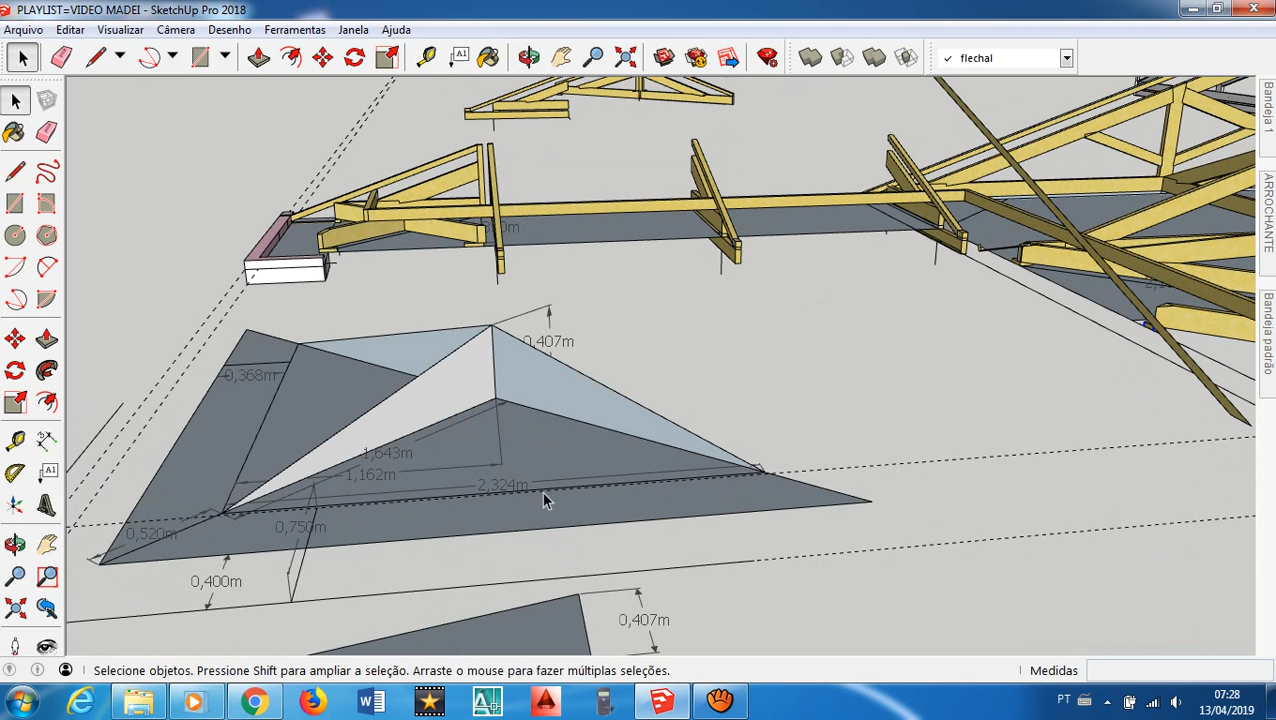 PLAYLIST=VIDEO MADEI - SketchUp Pro 2018
Arquivo Editar Visualizar Câmera Desenho Ferramentas Janela Ajuda
A1
✓ flechal
Bandeja 1
ARROCHANTE
Bandeja padrão
A1
0,407m
0,368m
1,643m
1,162m
2,324m
0,750m
0,520m
0,400m
0,407m
Selecione objetos. Pressione Shift para ampliar a seleção. Arraste o mouse para fazer múltiplas seleções.
Medidas
PT
07:28
13/04/2019